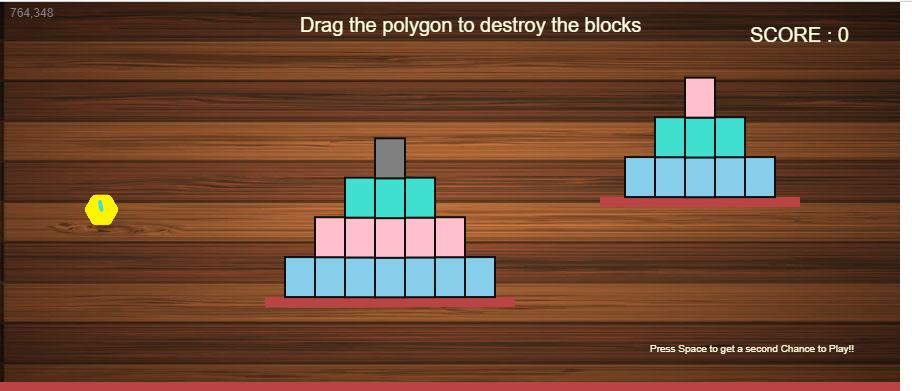 764,348
Drag the polygon to destroy the blocks
SCORE : 0
Press Space to get a second Chance to Play!!